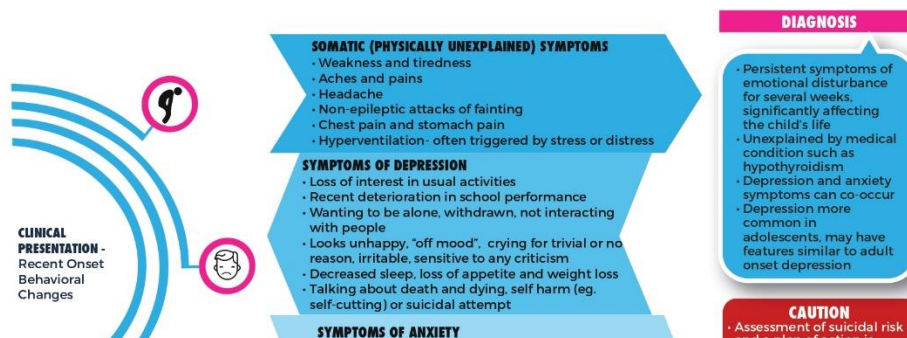 CLINICAL
PRESENTATION -
Recent Onset
Behavioral
Changes
SOMATIC (PHYSICALLY UNEXPLAINED) SYMPTOMS
• Weakness and tiredness
• Aches and pains
• Headache
• Non-epileptic attacks of fainting
• Chest pain and stomach pain
• Hyperventilation- often triggered by stress or distress
SYMPTOMS OF DEPRESSION
• Loss of interest in usual activities
• Recent deterioration in school performance
• Wanting to be alone, withdrawn, not interacting
with people
• Looks unhappy, “off mood”, crying for trivial or no
reason, irritable, sensitive to any criticism
• Decreased sleep, loss of appetite and weight loss
• Talking about death and dying, self harm (eg.
self-cutting) or suicidal attempt
SYMPTOMS OF ANXIETY
DIAGNOSIS
• Persistent symptoms of
emotional disturbance
for several weeks,
significantly affecting
the child's life
• Unexplained by medical
condition such as
hypothyroidism
• Depression and anxiety
symptoms can co-occur
• Depression more
common in
adolescents, may have
features similar to adult
onset depression
CAUTION
• Assessment of suicidal risk
and a plan of action is